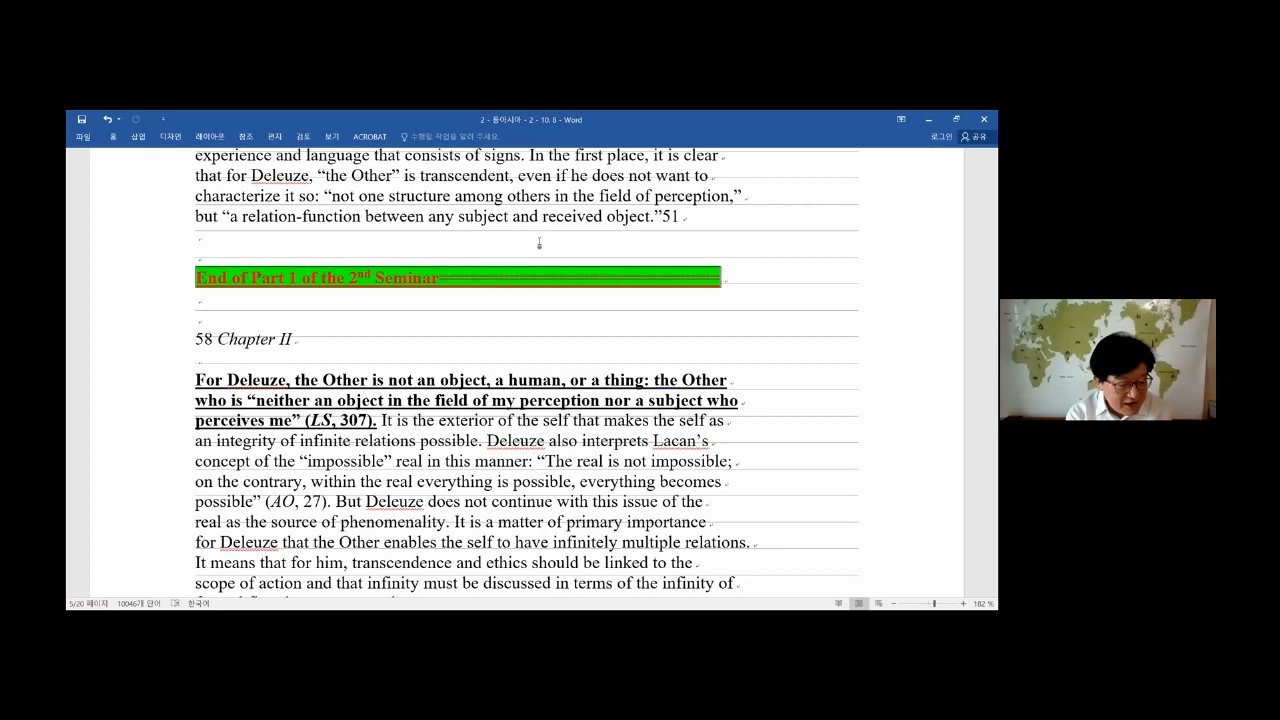 2 - 동아시아 - 2 - 10. 8 - Word
파일 홈 삽입 디자인 레이아웃 참조 편지 검토 보기 ACROBAT 수행할 작업을 알려 주세요. 로그인 공유
experience and language that consists of signs. In the first place, it is clear
that for Deleuze, “the Other” is transcendent, even if he does not want to
characterize it so: “not one structure among others in the field of perception,”
but “a relation-function between any subject and received object.”51
End of Part 1 of the 2nd Seminar==============================
58 Chapter II
For Deleuze, the Other is not an object, a human, or a thing: the Other
who is “neither an object in the field of my perception nor a subject who
perceives me” (LS, 307). It is the exterior of the self that makes the self as
an integrity of infinite relations possible. Deleuze also interprets Lacan’s
concept of the “impossible” real in this manner: “The real is not impossible;
on the contrary, within the real everything is possible, everything becomes
possible” (AO, 27). But Deleuze does not continue with this issue of the
real as the source of phenomenality. It is a matter of primary importance
for Deleuze that the Other enables the self to have infinitely multiple relations.
It means that for him, transcendence and ethics should be linked to the
scope of action and that infinity must be discussed in terms of the infinity of
5/20 페이지 10046개 단어 한국어 182 %